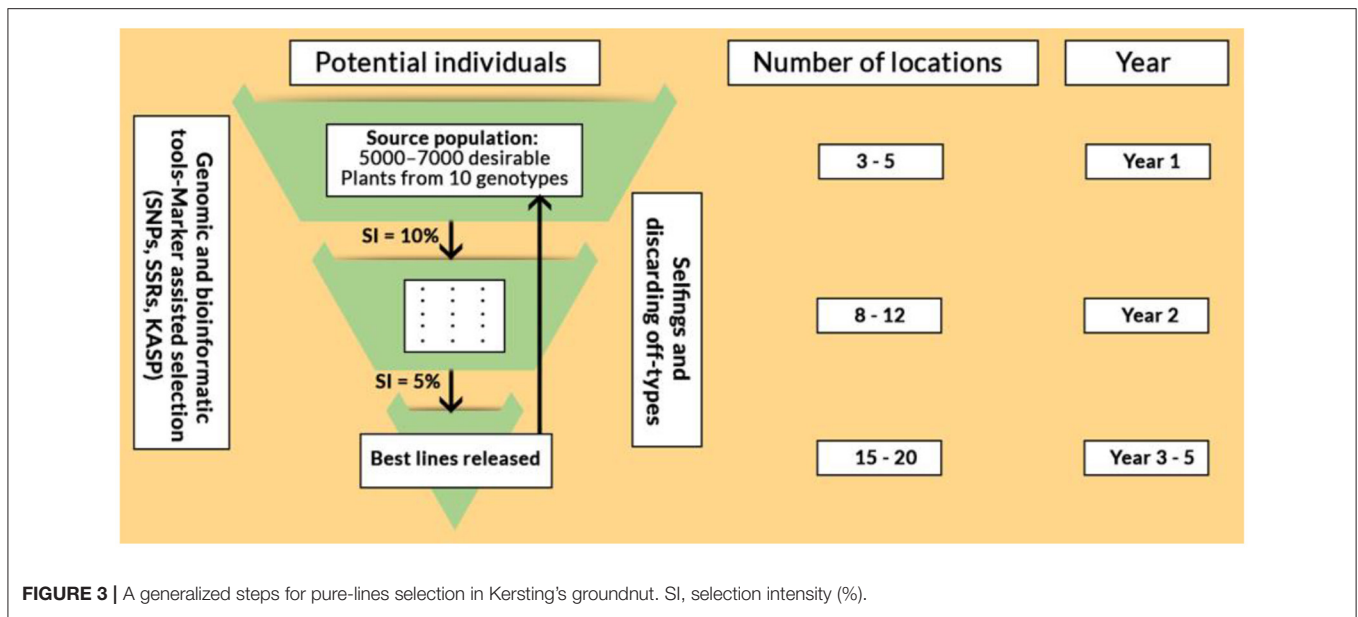 Potential individuals
Number of locations
Year
Genomic and bioinformatic
tools-Marker assisted selection
(SNPs, SSRs, KASP)
Source population:
5000–7000 desirable
Plants from 10 genotypes
3 - 5
Year 1
SI = 10%
Selfings and
discarding off-types
8 - 12
Year 2
SI = 5%
Best lines released
15 - 20
Year 3 - 5
FIGURE 3 | A generalized steps for pure-lines selection in Kersting's groundnut. SI, selection intensity (%).